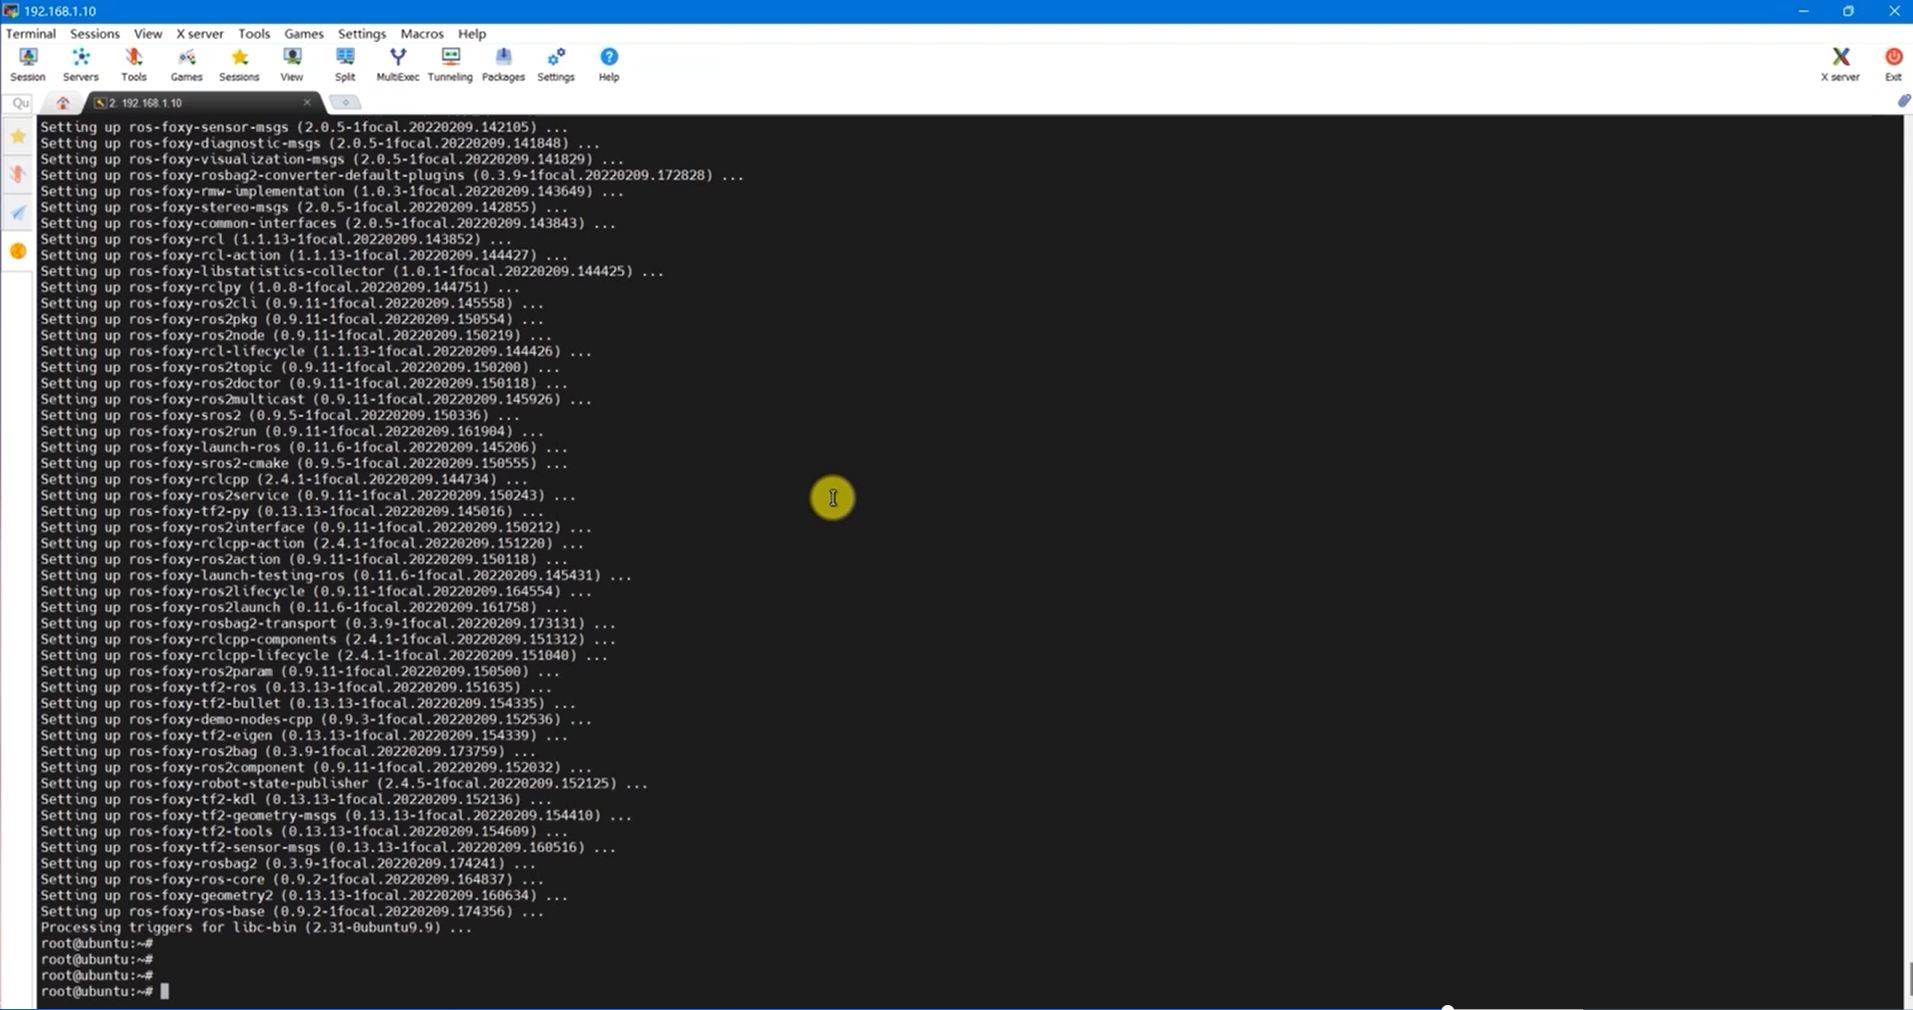 192.168.1.10
Terminal Sessions View X server Tools Games Settings Macros Help
Session Servers Tools Games Sessions View Split MultiExec Tunneling Packages Settings Help X server Exit
Qu 2. 192.168.1.10
Setting up ros-foxy-sensor-msgs (2.0.5-1focal.20220209.142105) ...
Setting up ros-foxy-diagnostic-msgs (2.0.5-1focal.20220209.141848) ...
Setting up ros-foxy-visualization-msgs (2.0.5-1focal.20220209.141829) ...
Setting up ros-foxy-rosbag2-converter-default-plugins (0.3.9-1focal.20220209.172828) ...
Setting up ros-foxy-rmw-implementation (1.0.3-1focal.20220209.143649) ...
Setting up ros-foxy-stereo-msgs (2.0.5-1focal.20220209.142855) ...
Setting up ros-foxy-common-interfaces (2.0.5-1focal.20220209.143843) ...
Setting up ros-foxy-rcl (1.1.13-1focal.20220209.143852) ...
Setting up ros-foxy-rcl-action (1.1.13-1focal.20220209.144427) ...
Setting up ros-foxy-libstatistics-collector (1.0.1-1focal.20220209.144425) ...
Setting up ros-foxy-rclpy (1.0.8-1focal.20220209.144751) ...
Setting up ros-foxy-ros2cli (0.9.11-1focal.20220209.145558) ...
Setting up ros-foxy-ros2pkg (0.9.11-1focal.20220209.150554) ...
Setting up ros-foxy-ros2node (0.9.11-1focal.20220209.150219) ...
Setting up ros-foxy-rcl-lifecycle (1.1.13-1focal.20220209.144426) ...
Setting up ros-foxy-ros2topic (0.9.11-1focal.20220209.150200) ...
Setting up ros-foxy-ros2doctor (0.9.11-1focal.20220209.150118) ...
Setting up ros-foxy-ros2multicast (0.9.11-1focal.20220209.145926) ...
Setting up ros-foxy-sros2 (0.9.5-1focal.20220209.150336) ...
Setting up ros-foxy-ros2run (0.9.11-1focal.20220209.161904) ...
Setting up ros-foxy-launch-ros (0.11.6-1focal.20220209.145206) ...
Setting up ros-foxy-sros2-cmake (0.9.5-1focal.20220209.150555) ...
Setting up ros-foxy-rclcpp (2.4.1-1focal.20220209.144734) ...
Setting up ros-foxy-ros2service (0.9.11-1focal.20220209.150243) ...
Setting up ros-foxy-tf2-py (0.13.13-1focal.20220209.145016) ...
Setting up ros-foxy-ros2interface (0.9.11-1focal.20220209.150212) ...
Setting up ros-foxy-rclcpp-action (2.4.1-1focal.20220209.151220) ...
Setting up ros-foxy-ros2action (0.9.11-1focal.20220209.150118) ...
Setting up ros-foxy-launch-testing-ros (0.11.6-1focal.20220209.145431) ...
Setting up ros-foxy-ros2lifecycle (0.9.11-1focal.20220209.164554) ...
Setting up ros-foxy-ros2launch (0.11.6-1focal.20220209.161758) ...
Setting up ros-foxy-rosbag2-transport (0.3.9-1focal.20220209.173131) ...
Setting up ros-foxy-rclcpp-components (2.4.1-1focal.20220209.151312) ...
Setting up ros-foxy-rclcpp-lifecycle (2.4.1-1focal.20220209.151040) ...
Setting up ros-foxy-ros2param (0.9.11-1focal.20220209.150500) ...
Setting up ros-foxy-tf2-ros (0.13.13-1focal.20220209.151635) ...
Setting up ros-foxy-tf2-bullet (0.13.13-1focal.20220209.154335) ...
Setting up ros-foxy-demo-nodes-cpp (0.9.3-1focal.20220209.152536) ...
Setting up ros-foxy-tf2-eigen (0.13.13-1focal.20220209.154339) ...
Setting up ros-foxy-ros2bag (0.3.9-1focal.20220209.173759) ...
Setting up ros-foxy-ros2component (0.9.11-1focal.20220209.152032) ...
Setting up ros-foxy-robot-state-publisher (2.4.5-1focal.20220209.152125) ...
Setting up ros-foxy-tf2-kdl (0.13.13-1focal.20220209.152136) ...
Setting up ros-foxy-tf2-geometry-msgs (0.13.13-1focal.20220209.154410) ...
Setting up ros-foxy-tf2-tools (0.13.13-1focal.20220209.154609) ...
Setting up ros-foxy-tf2-sensor-msgs (0.13.13-1focal.20220209.160516) ...
Setting up ros-foxy-rosbag2 (0.3.9-1focal.20220209.174241) ...
Setting up ros-foxy-ros-core (0.9.2-1focal.20220209.164837) ...
Setting up ros-foxy-geometry2 (0.13.13-1focal.20220209.160634) ...
Setting up ros-foxy-ros-base (0.9.2-1focal.20220209.174356) ...
Processing triggers for libc-bin (2.31-0ubuntu9.9) ...
root@ubuntu:~#
root@ubuntu:~#
root@ubuntu:~#
root@ubuntu:~#